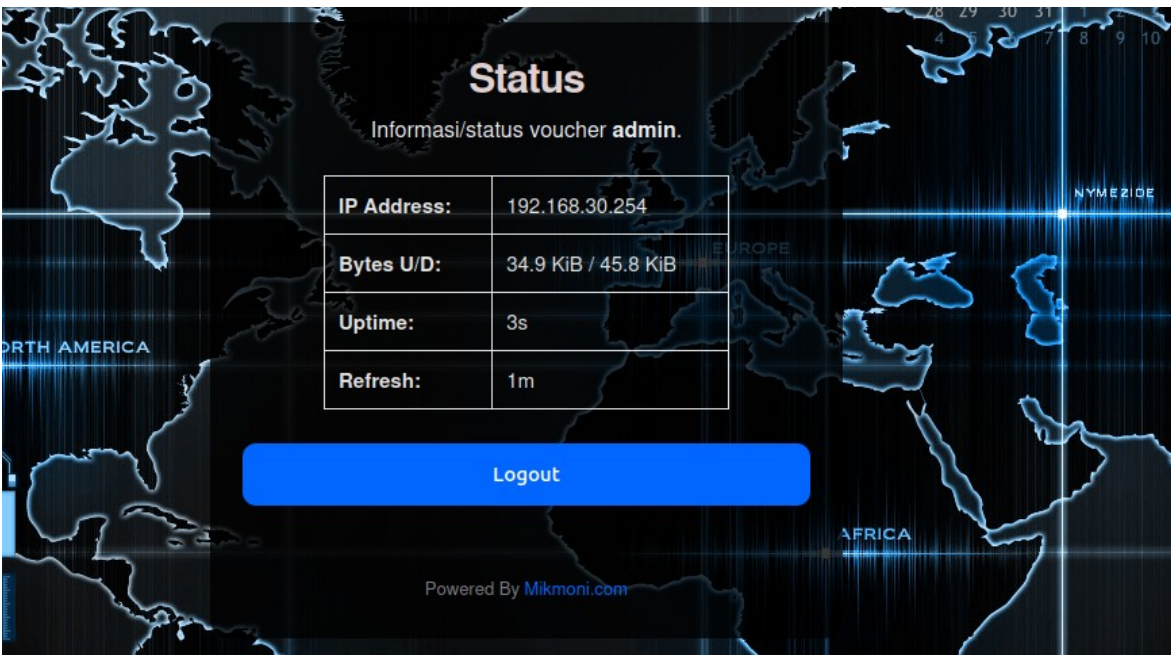 28 29 30 31 1 2
4 5 6 7 8 9 10
Status
Informasi/status voucher admin.
NYMEZIDE
IP Address: 192.168.30.254
EUROPE
Bytes U/D: 34.9 KiB / 45.8 KiB
Uptime: 3s
ORTH AMERICA
Refresh: 1m
Logout
AFRICA
Powered By Mikmoni.com